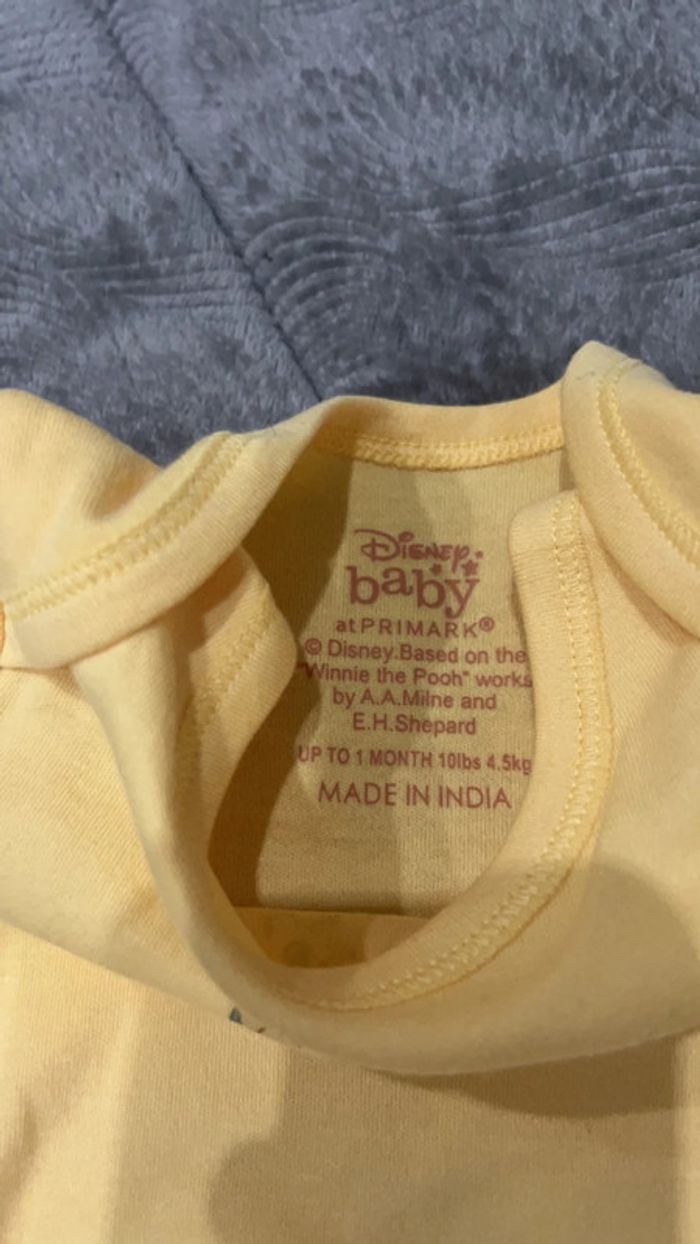 Disney
baby
at PRIMARK®
© Disney.Based on the
"Winnie the Pooh" works
by A.A.Milne and
E.H.Shepard
UP TO 1 MONTH 10lbs 4.5kg
MADE IN INDIA